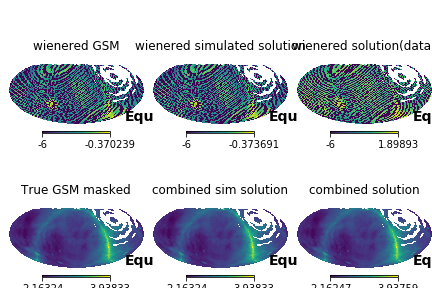 wienered GSM
wienered simulated solution
wienered solution(data
Equ
Equ
Equ
-6 -0.370239
-6 -0.373691
-6 1.89893
True GSM masked
combined sim solution
combined solution
Equ
Equ
Equ
2.16324 3.93833
2.16324 3.93833
2.16247 3.93759